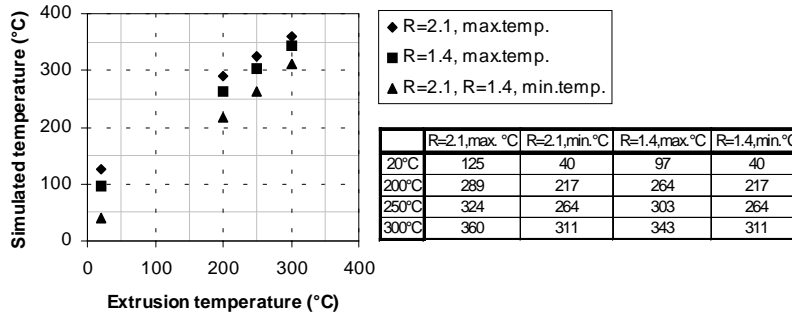 400
300
200
100
0
Simulated temperature (°C)
0 100 200 300 400
Extrusion temperature (°C)
R=2.1, max.temp.
R=1.4, max.temp.
R=2.1, R=1.4, min.temp.
R=2.1,max. °C R=2.1,min.°C R=1.4,max.°C R=1.4,min.°C
20°C 125 40 97 40
200°C 289 217 264 217
250°C 324 264 303 264
300°C 360 311 343 311